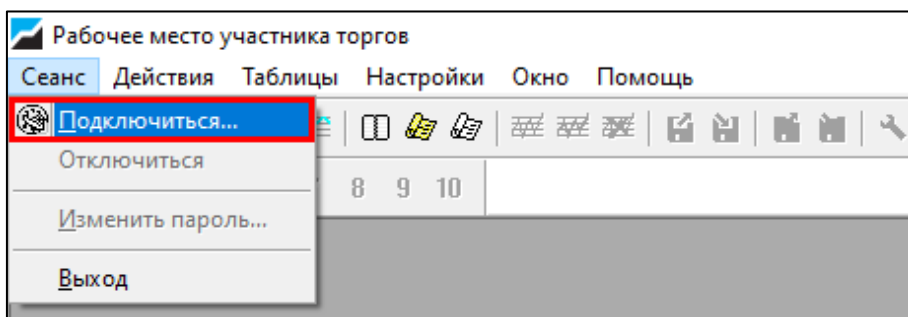 Рабочее место участника торгов
Сеанс Действия Таблицы Настройки Окно Помощь
Подключиться...
Отключиться
8 9 10
Изменить пароль...
Выход